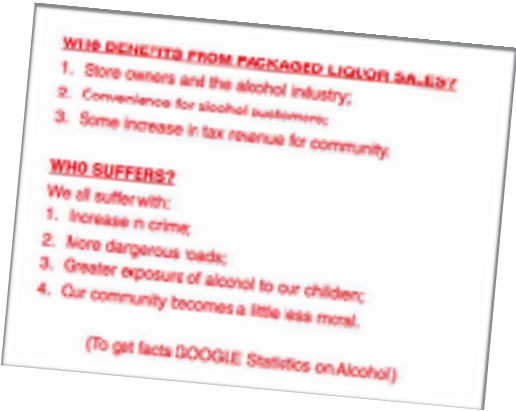 WHO BENEFITS FROM PACKAGED LIQUOR SALES?
1. Store owners and the alcohol industry;
2. Convenience for alcohol customers;
3. Some increase in tax revenue for community.
WHO SUFFERS?
We all suffer with:
1. Increase in crime;
2. More dangerous roads;
3. Greater exposure of alcohol to our children;
4. Our community becomes a little less moral.
(To get facts GOOGLE Statistics on Alcohol)